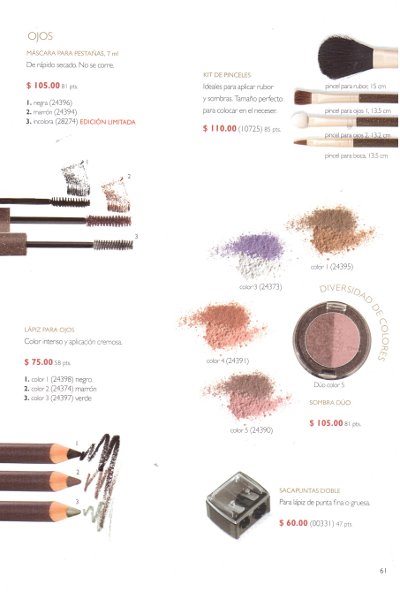 OJOS
MÁSCARA PARA PESTAÑAS, 7 ml
De rápido secado. No se corre.
$ 105.00 81 pts.
1. negra (24396)
2. marrón (24394)
3. incolora (28274) EDICIÓN LIMITADA
1
2
3
KIT DE PINCELES
Ideales para aplicar rubor
y sombras. Tamaño perfecto
para colocar en el neceser.
$ 110.00 (10725) 85 pts.
pincel para rubor, 15 cm
pincel para ojos 1, 13,5 cm
pincel para ojos 2, 13,2 cm
pincel para boca, 13,5 cm
color 1 (24395)
color 3 (24373)
color 4 (24391)
color 5 (24390)
DIVERSIDAD DE COLORES
Dúo color 5
SOMBRA DÚO
$ 105.00 81 pts.
LÁPIZ PARA OJOS
Color intenso y aplicación cremosa.
$ 75.00 58 pts.
1. color 1 (24398) negro
2. color 2 (24374) marrón
3. color 3 (24397) verde
1
2
3
SACAPUNTAS DOBLE
Para lápiz de punta fina o gruesa.
$ 60.00 (00331) 47 pts.
61